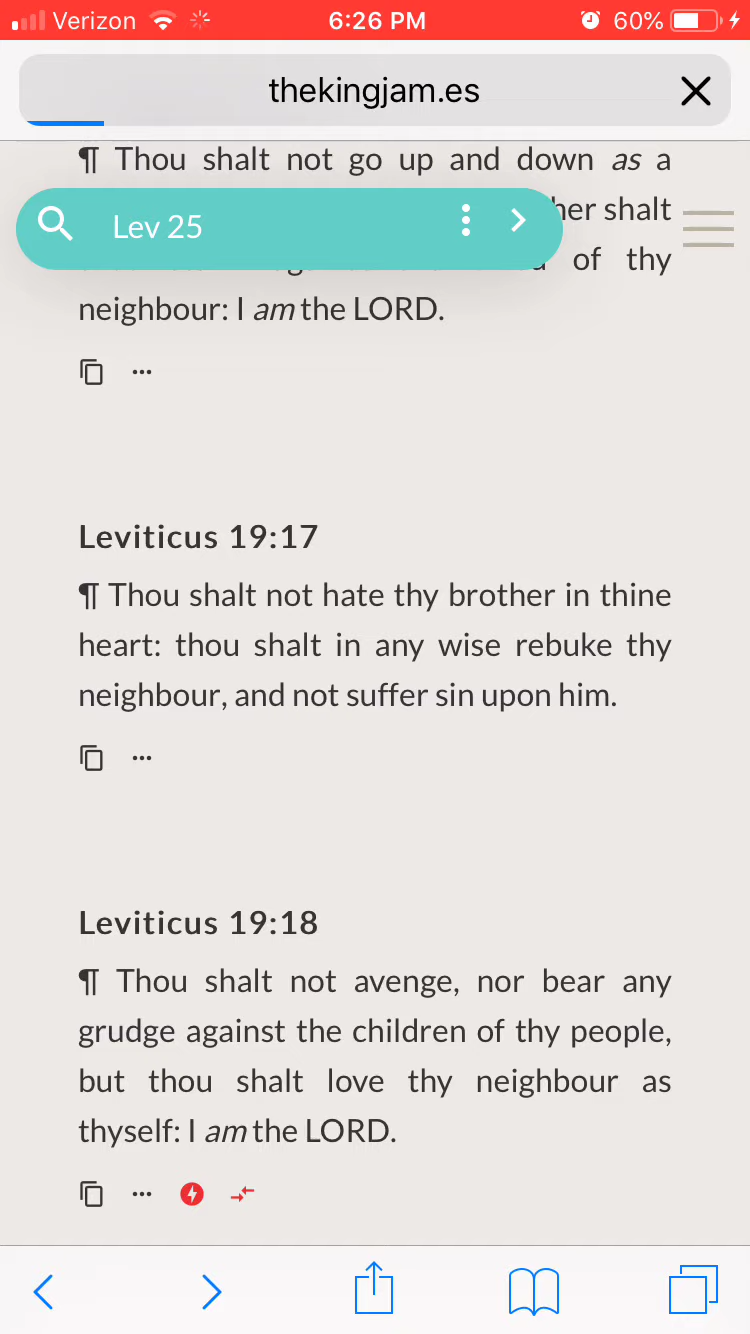 Verizon 6:26 PM 60%
thekingjam.es
¶ Thou shalt not go up and down as a
Lev 25
shalt
of thy
neighbour: I am the LORD.
Leviticus 19:17
¶ Thou shalt not hate thy brother in thine
heart: thou shalt in any wise rebuke thy
neighbour, and not suffer sin upon him.
Leviticus 19:18
¶ Thou shalt not avenge, nor bear any
grudge against the children of thy people,
but thou shalt love thy neighbour as
thyself: I am the LORD.